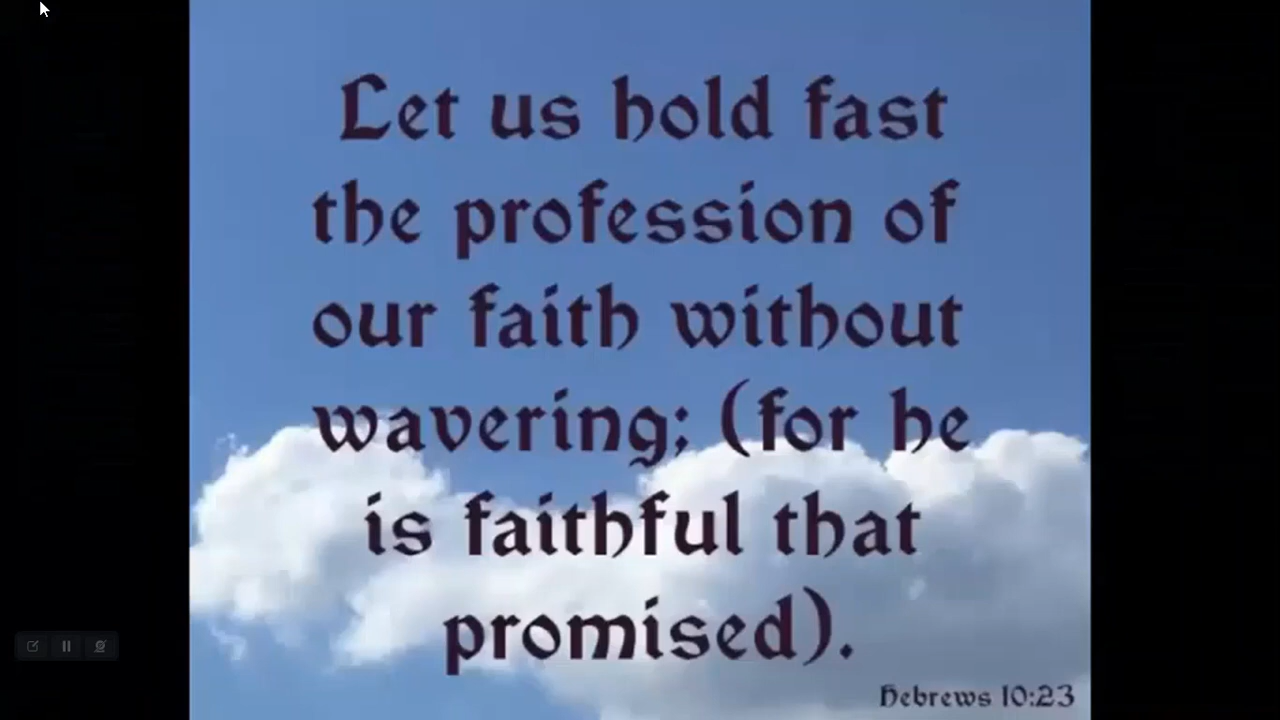 Let us hold fast
the profession of
our faith without
wavering; (for he
is faithful that
promised).
Hebrews 10:23